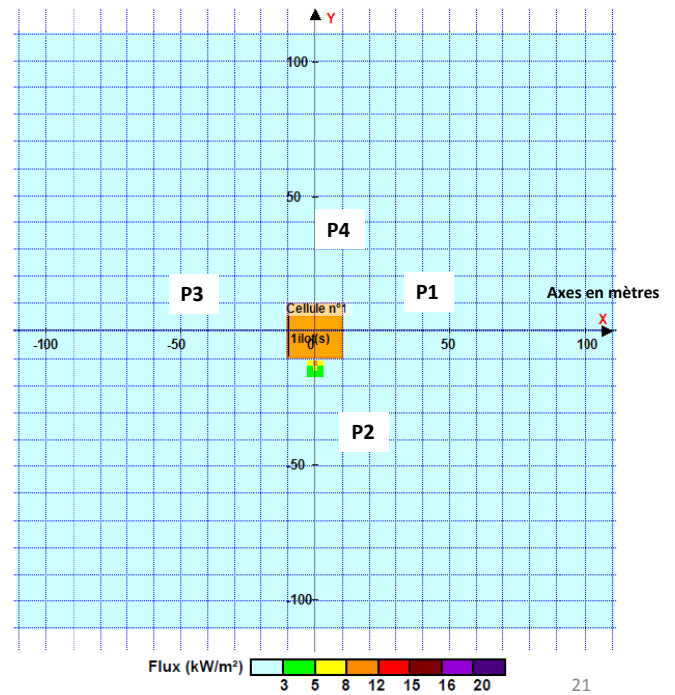 Y
100
50
P4
P3
P1
Axes en mètres
Cellule n°1
X
1ilot(s)
-100
-50
0
50
100
P2
-50
-100
Flux (kW/m²)
3 5 8 12 15 16 20
21